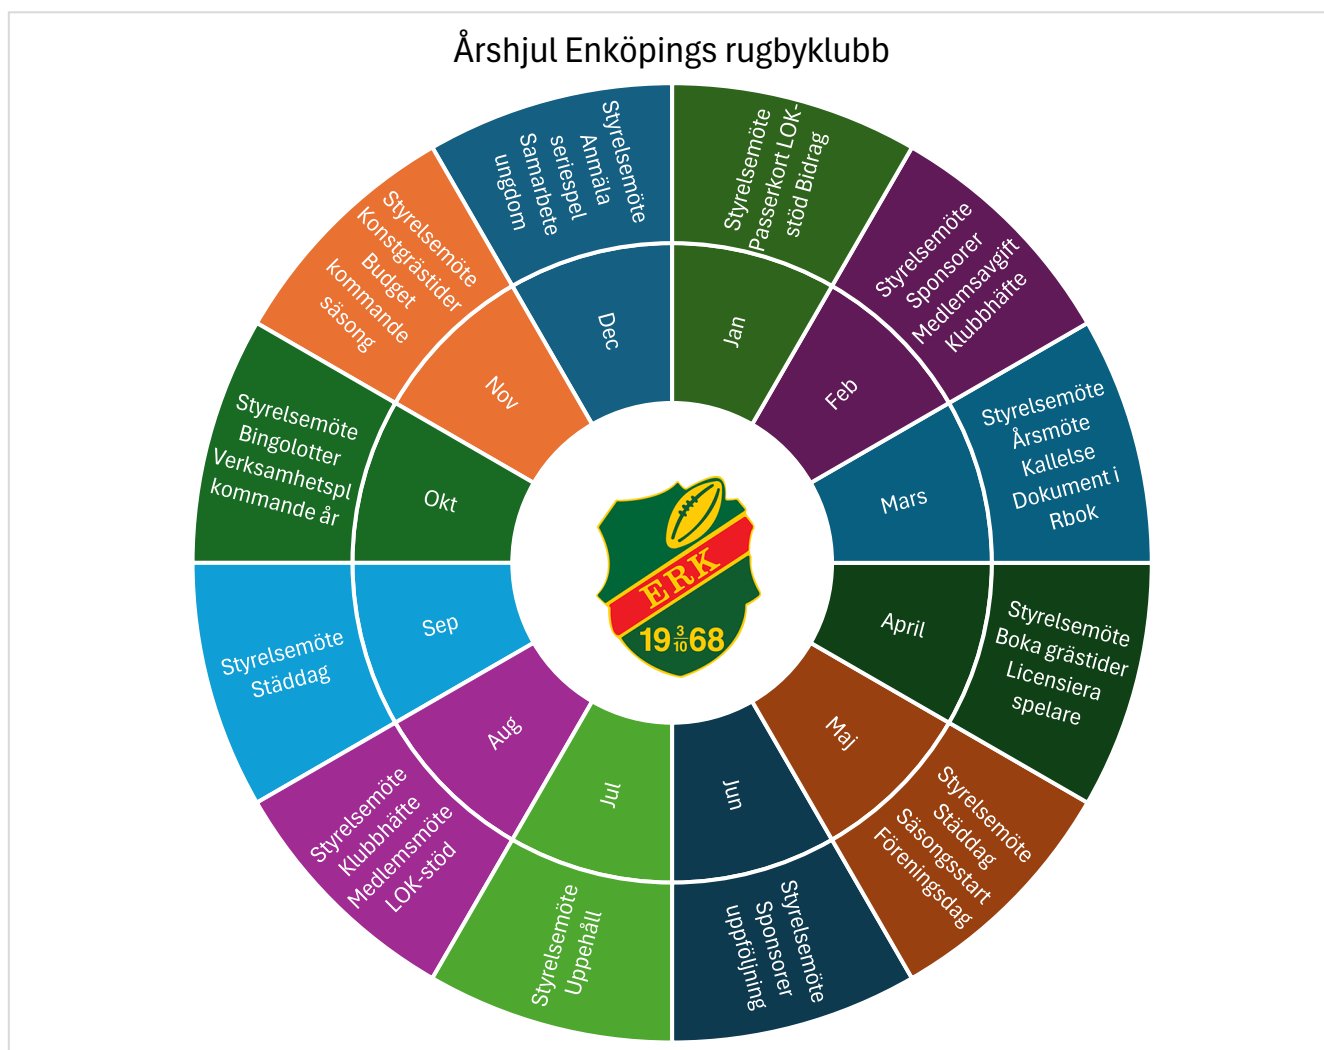 Årshjul Enköpings rugbyklubb
Styrelsemöte
Passerkort LOK-
stöd Bidrag
Jan
Styrelsemöte
Sponsorer
Medlemsavgift
Klubbhäfte
Feb
Styrelsemöte
Årsmöte
Kallelse
Dokument i
Rbok
Mars
Styrelsemöte
Boka grästider
Licensiera
spelare
April
Styrelsemöte
Städdag
Säsongsstart
Föreningsdag
Maj
Styrelsemöte
Sponsorer
uppföljning
Jun
Styrelsemöte
Uppehåll
Jul
Styrelsemöte
Klubbhäfte
Medlemsmöte
LOK-stöd
Aug
Styrelsemöte
Städdag
Sep
Styrelsemöte
Bingolotter
Verksamhetspl
kommande år
Okt
Styrelsemöte
Konstgrästider
Budget
kommande
säsong
Nov
Styrelsemöte
Anmäla
seriespel
Samarbete
ungdom
Dec
ERK
19 3/10 68